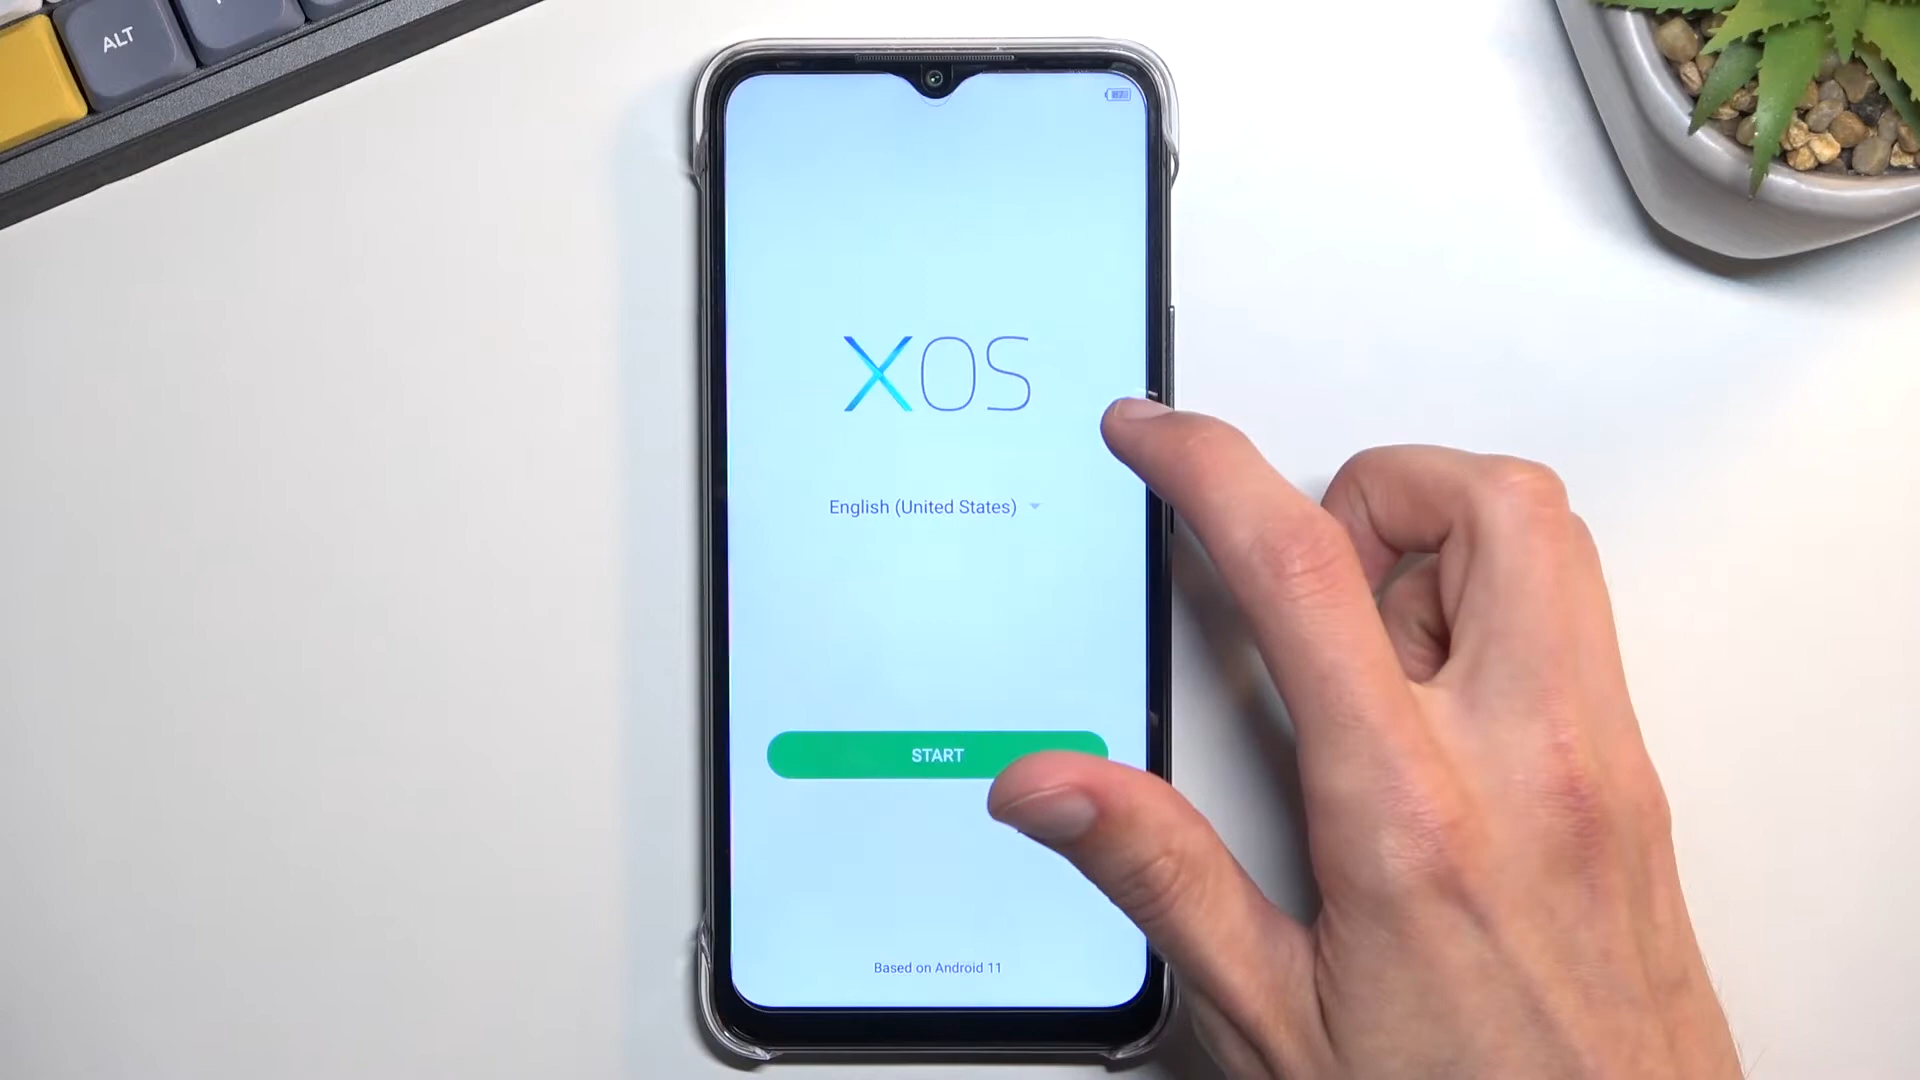 ALT
XOS
English (United States)
START
Based on Android 11